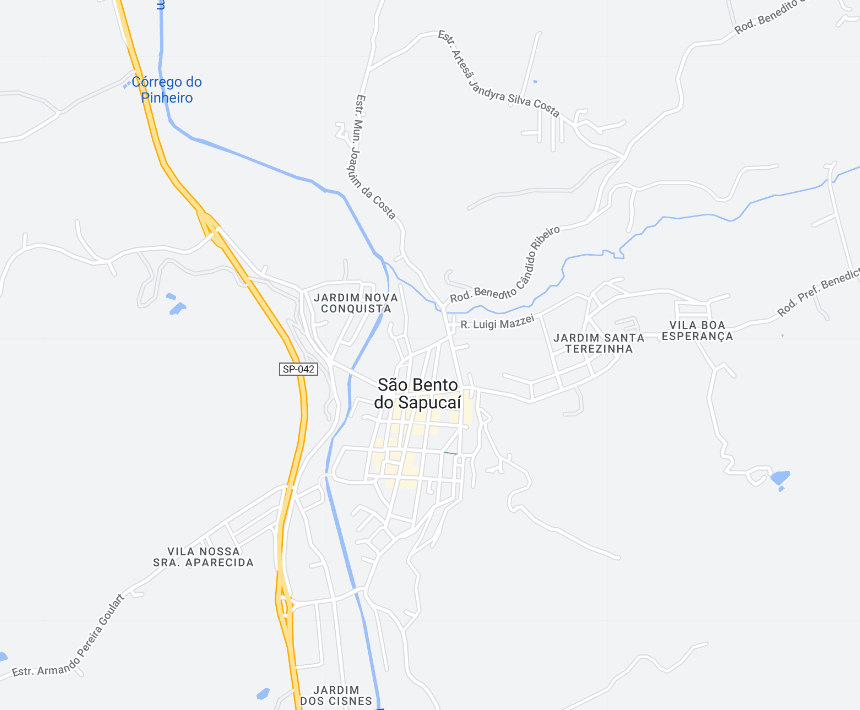 Rod. Benedito C
m
Estr. Artesã Jandyra Silva Costa
Córrego do
Pinheiro
Estr. Mun. Joaquim da Costa
Rod. Benedito Cândido Ribeiro
Rod. Pref. Benedict
JARDIM NOVA
CONQUISTA
R. Luigi Mazzei
VILA BOA
ESPERANÇA
JARDIM SANTA
TEREZINHA
SP-042
São Bento
do Sapucaí
VILA NOSSA
SRA. APARECIDA
Estr. Armando Pereira Goulart
JARDIM
DOS CISNES